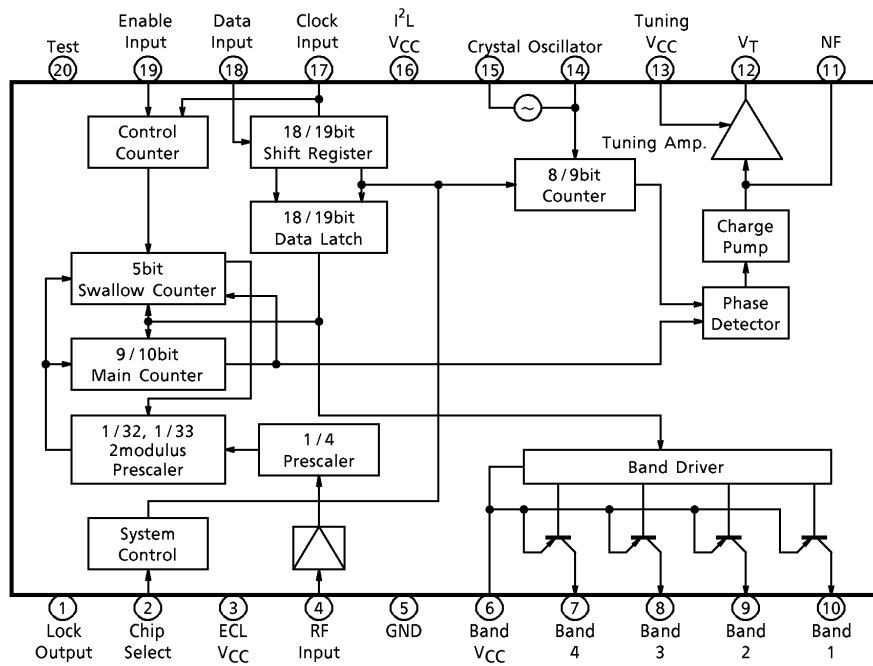 Test
20
Enable
Input
19
Data
Input
18
Clock
Input
17
I²L
VCC
16
Crystal Oscillator
15
14
Tuning
VCC
13
VT
12
NF
11
Control
Counter
18/19bit
Shift Register
18/19bit
Data Latch
8/9bit
Counter
~
Tuning Amp.
Charge
Pump
Phase
Detector
5bit
Swallow Counter
9/10bit
Main Counter
1/32, 1/33
2modulus
Prescaler
1/4
Prescaler
Band Driver
System
Control
1
Lock
Output
2
Chip
Select
3
ECL
VCC
4
RF
Input
5
GND
6
Band
VCC
7
Band
4
8
Band
3
9
Band
2
10
Band
1